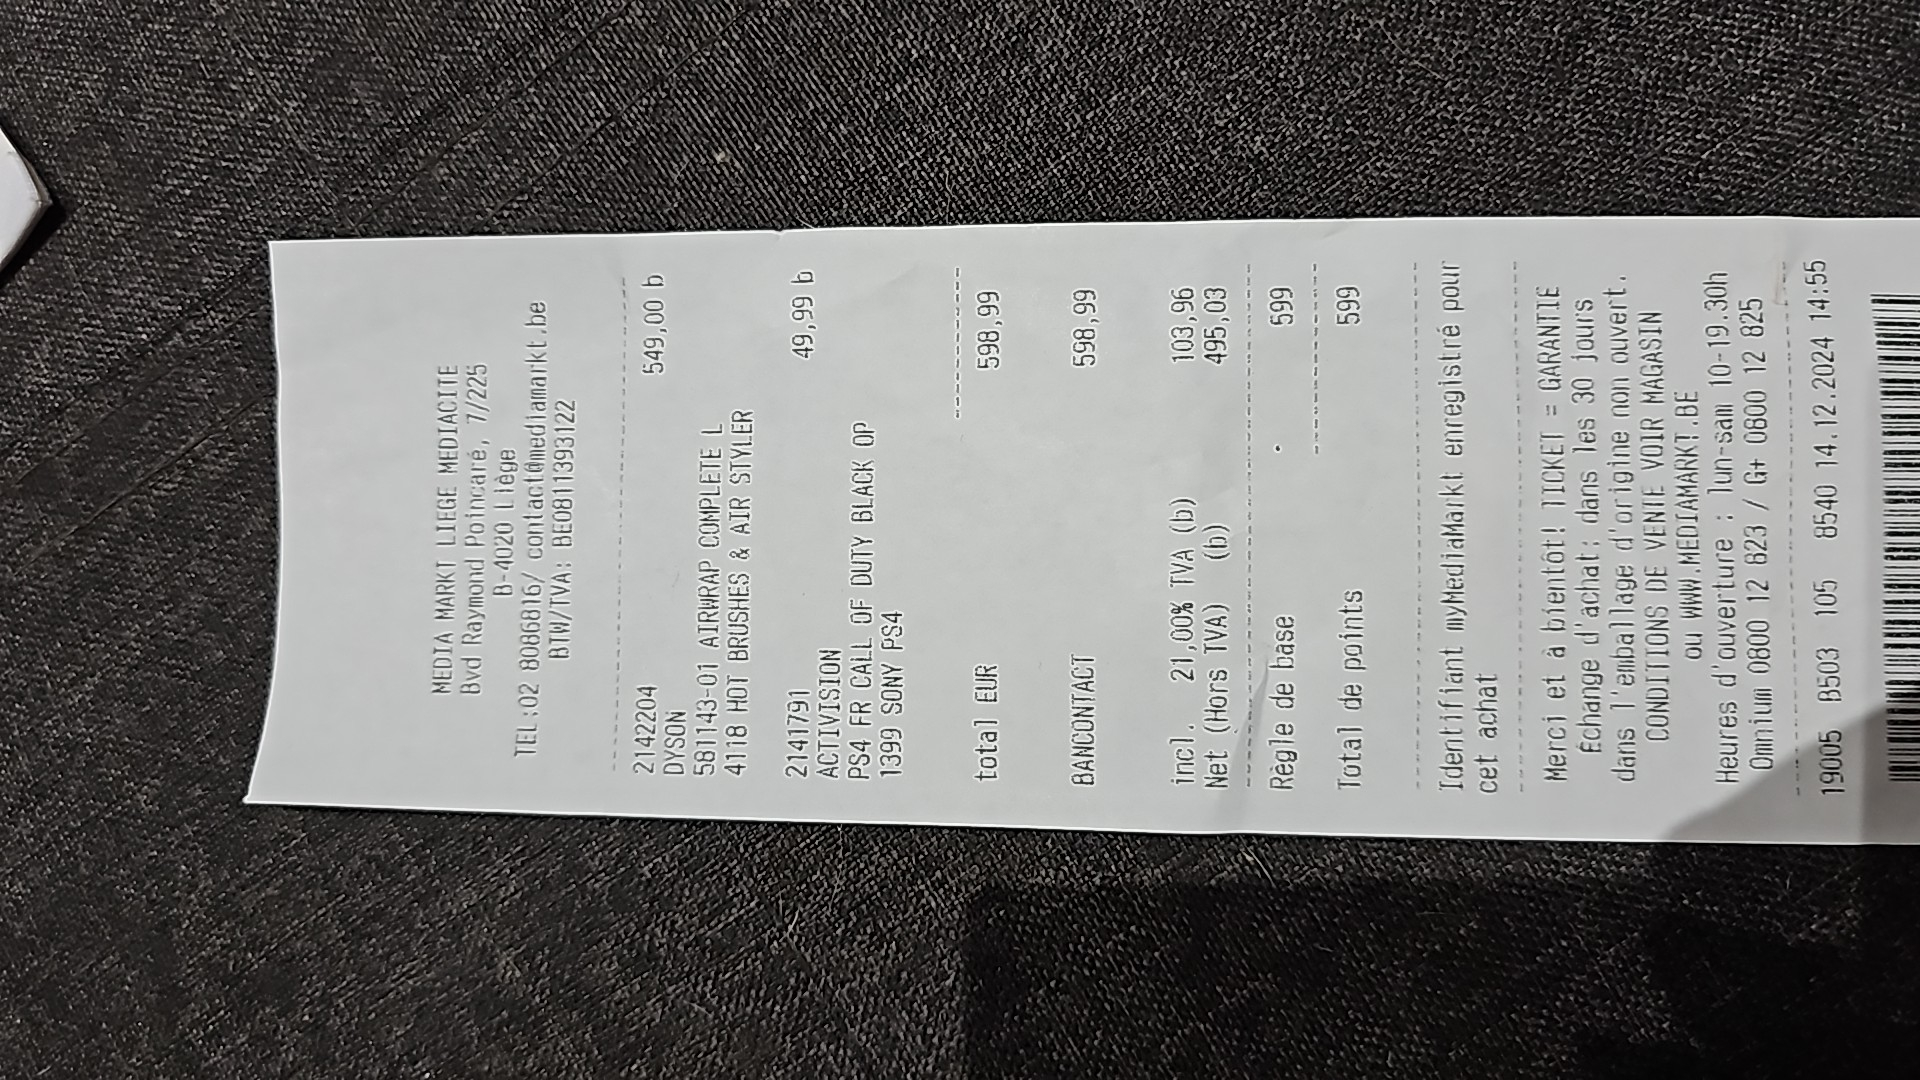 MEDIA MARKT LIEGE MEDIACITE
Bvd Raymond Poincaré, 7/225
B-4020 Liège
TEL:02 8086816/ contact@mediamarkt.be
BTW/TVA: BE0811393122
21422204 549,00 b
DYSON
5811143-01 AIRWRAP COMPLETE L
4118 HOT BRUSHES & AIR STYLER
21417791 49,99 b
ACTIVISION
PS4 FR CALL OF DUTY BLACK OP
1399 SONY PS4
total EUR 598,99
BANCONTACT 598,99
incl. 21,00% TVA (b) 103,96
Net (Hors TVA) (b) 495,03
Règle de base . 599
Total de points 599
Identifiant myMediaMarkt enregistré pour
cet achat
Merci et à bientôt! TICKET = GARANTIE
Échange d'achat: dans les 30 jours
dans l'emballage d'origine non ouvert.
CONDITIONS DE VENTE VOIR MAGASIN
ou WWW.MEDIAMARKT.BE
Heures d'ouverture : lun-sam 10-19.30h
Omnium 0800 12 823 / G+ 0800 12 825
19005 B503 105 8540 14.12.2024 14:55